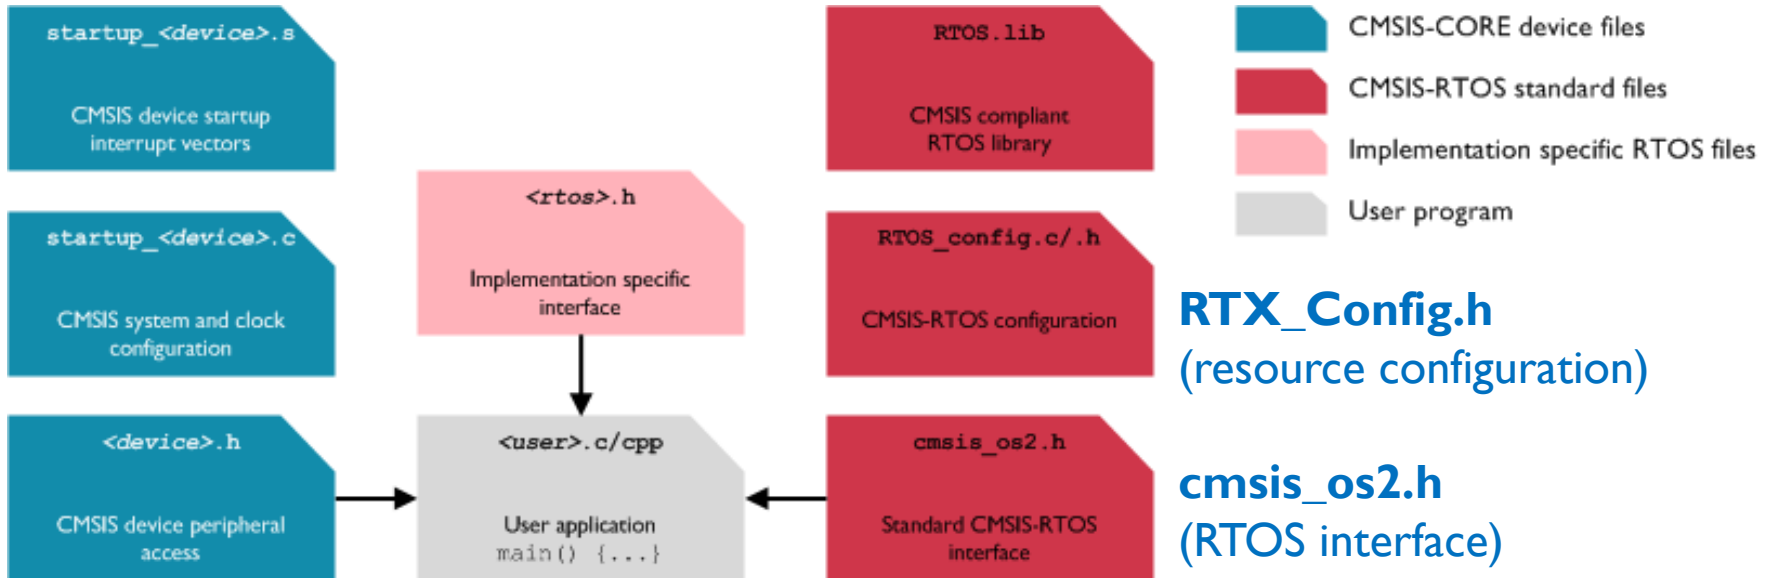 startup_<device>.s
CMSIS device startup
interrupt vectors
startup_<device>.c
CMSIS system and clock
configuration
<device>.h
CMSIS device peripheral
access
<rtos>.h
Implementation specific
interface
<user>.c/cpp
User application
main() {...}
RTOS.lib
CMSIS compliant
RTOS library
RTOS_config.c/.h
CMSIS-RTOS configuration
cmsis_os2.h
Standard CMSIS-RTOS
interface
CMSIS-CORE device files
CMSIS-RTOS standard files
Implementation specific RTOS files
User program
RTX_Config.h
(resource configuration)
cmsis_os2.h
(RTOS interface)